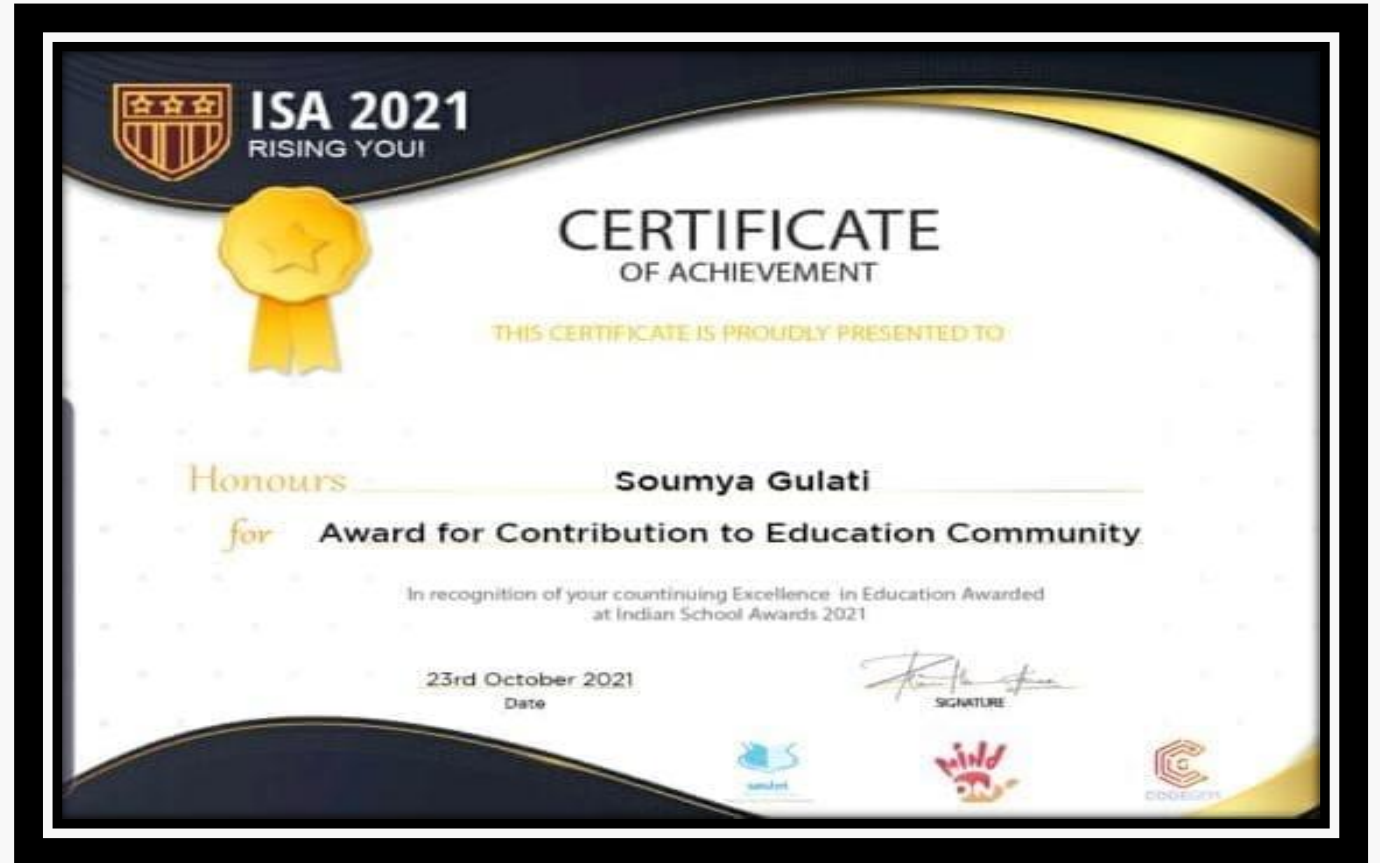 ISA 2021
RISING YOU!
CERTIFICATE
OF ACHIEVEMENT
THIS CERTIFICATE IS PROUDLY PRESENTED TO
Honours Soumya Gulati
for Award for Contribution to Education Community
In recognition of your countinuing Excellence in Education Awarded
at Indian School Awards 2021
23rd October 2021
Date
SIGNATURE
mind
ON